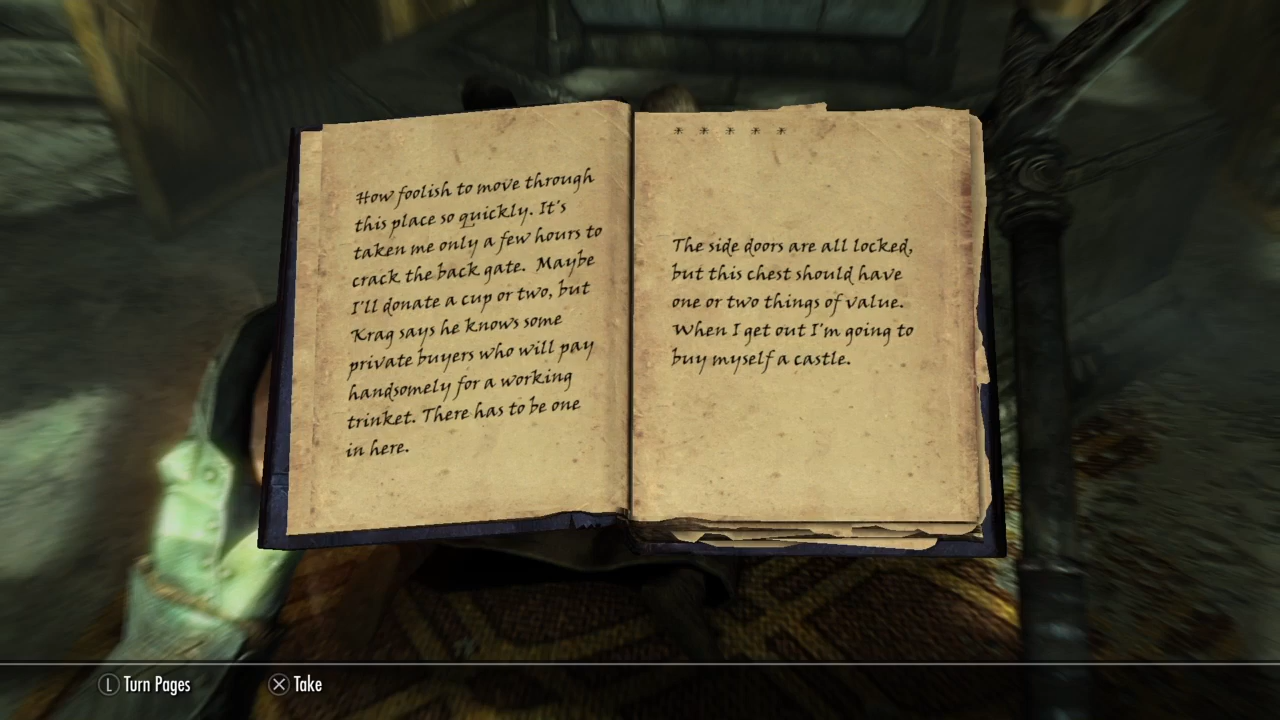 How foolish to move through
this place so quickly. It's
taken me only a few hours to
crack the back gate. Maybe
I'll donate a cup or two, but
Krag says he knows some
private buyers who will pay
handsomely for a working
trinket. There has to be one
in here.
* * * * *
The side doors are all locked,
but this chest should have
one or two things of value.
When I get out I'm going to
buy myself a castle.
L Turn Pages
X Take